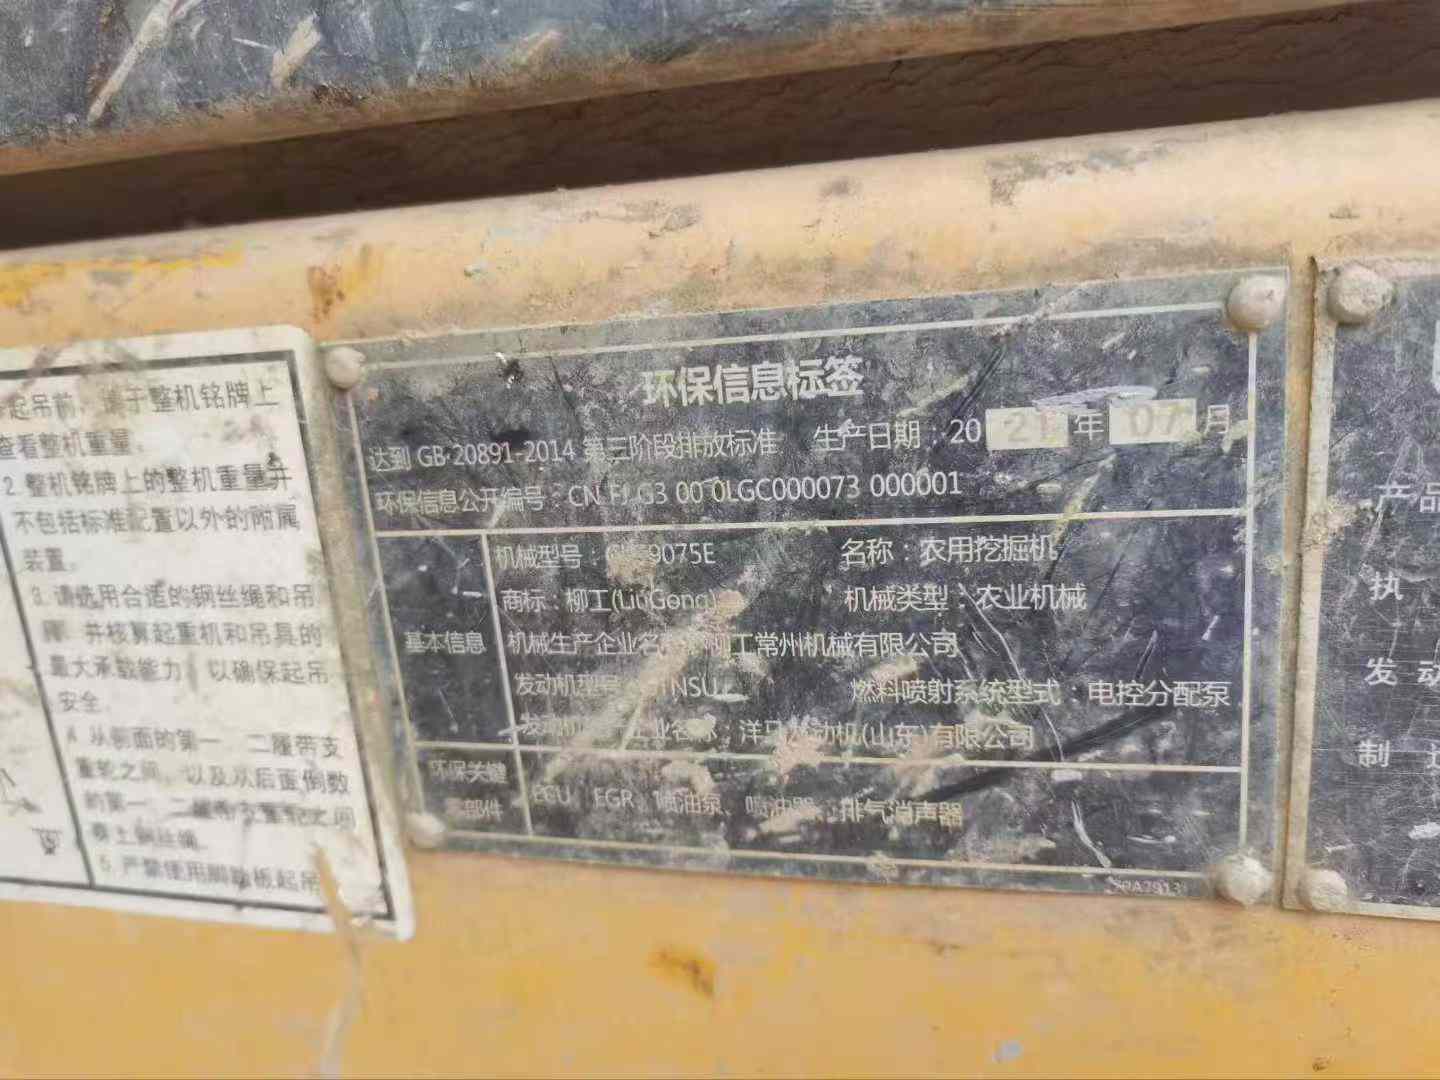 起吊前，请于整机铭牌上
查看整机重量。
2. 整机铭牌上的整机重量并
不包括标准配置以外的附属
装置。
3. 请选用合适的钢丝绳和吊
并核算起重机和吊具的
最大承载能力，以确保起吊
安全
4 从前面的第一 二履带支
重轮之间，以及从后面倒数
的第一 二履带支重轮之间
穿上钢丝绳。
5. 严禁使用脚踏板起吊
环保信息标签
达到 GB 20891-2014 第三阶段排放标准
生产日期：20 21 年 07 月
环保信息公开编号：CN FJ G3 00 0LGC000073 000001
基本信息
机械型号：9075E
名称：农用挖掘机
商标：柳工(LiuGong)
机械类型：农业机械
机械生产企业名 柳工常州机械有限公司
发动机型号
燃料喷射系统型式：电控分配泵
发动机 企业名称：洋马发动机(山东)有限公司
环保关键
零部件
ECU、EGR、喷油泵、喷油器、排气消声器
产品
执
发动
制造